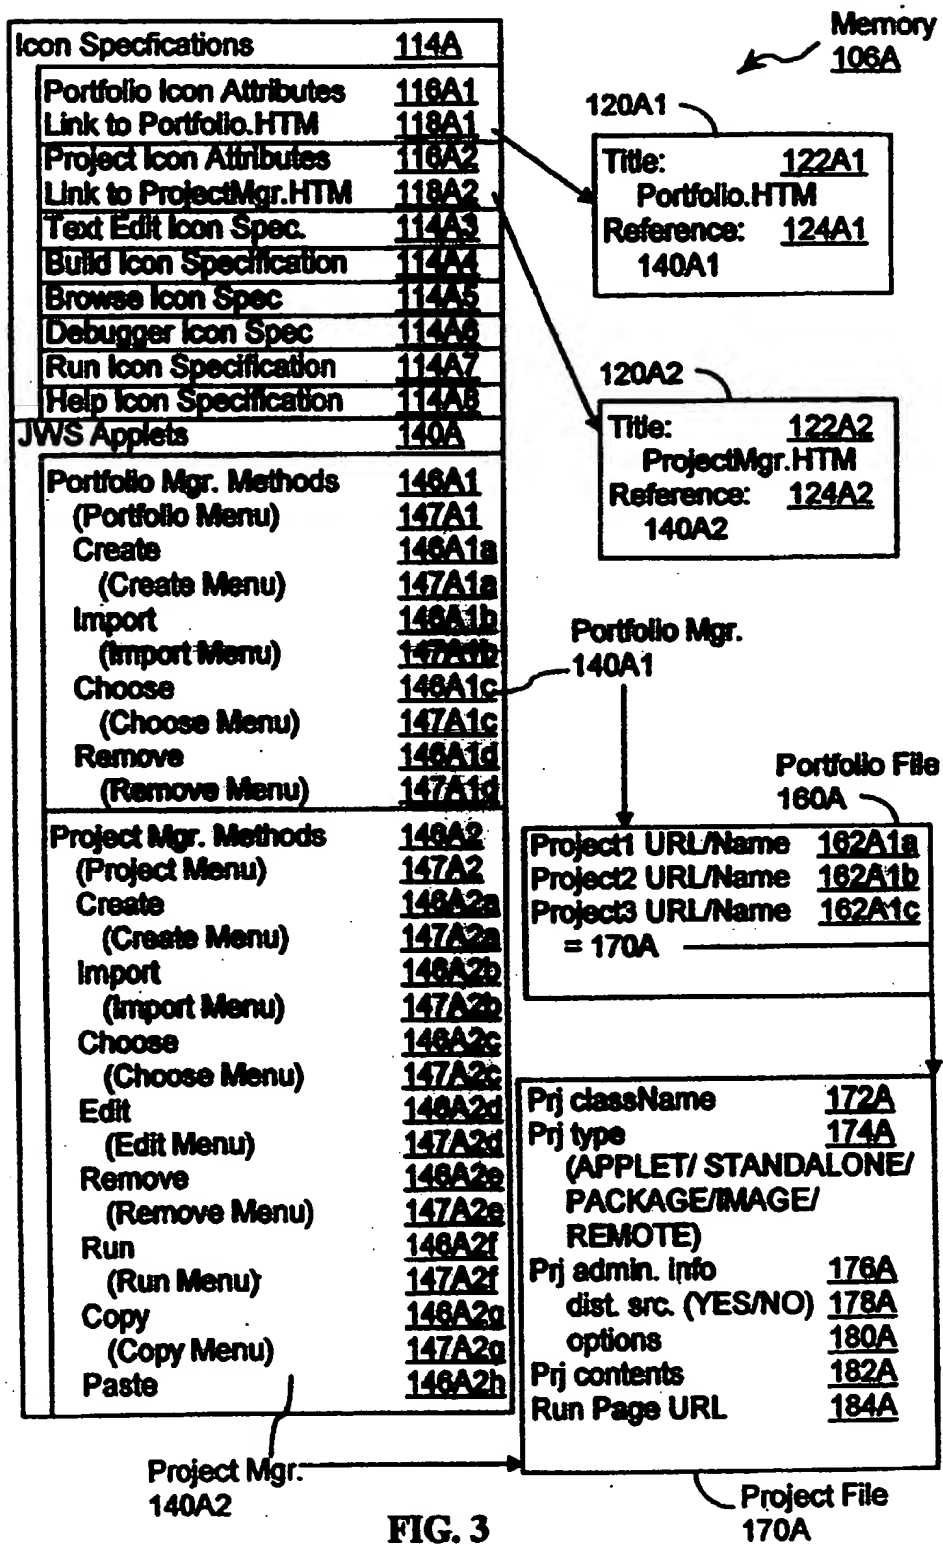 Icon Specfications 114A
Portfolio Icon Attributes 116A1
Link to Portfolio.HTM 118A1
Project Icon Attributes 116A2
Link to ProjectMgr.HTM 118A2
Text Edit Icon Spec. 114A3
Build Icon Specification 114A4
Browse Icon Spec 114A5
Debugger Icon Spec 114A6
Run Icon Specification 114A7
Help Icon Specification 114A8
JWS Applets 140A
Portfolio Mgr. Methods 146A1
(Portfolio Menu) 147A1
Create 146A1a
(Create Menu) 147A1a
Import 146A1b
(Import Menu) 147A1b
Choose 146A1c
(Choose Menu) 147A1c
Remove 146A1d
(Remove Menu) 147A1d
Project Mgr. Methods 146A2
(Project Menu) 147A2
Create 146A2a
(Create Menu) 147A2a
Import 146A2b
(Import Menu) 147A2b
Choose 146A2c
(Choose Menu) 147A2c
Edit 146A2d
(Edit Menu) 147A2d
Remove 146A2e
(Remove Menu) 147A2e
Run 146A2f
(Run Menu) 147A2f
Copy 146A2g
(Copy Menu) 147A2g
Paste 146A2h
Memory
106A
120A1
Title: 122A1
Portfolio.HTM
Reference: 124A1
140A1
120A2
Title: 122A2
ProjectMgr.HTM
Reference: 124A2
140A2
Portfolio Mgr.
140A1
Portfolio File
160A
Project1 URL/Name 162A1a
Project2 URL/Name 162A1b
Project3 URL/Name 162A1c
= 170A
Prj className 172A
Prj type 174A
(APPLET/ STANDALONE/
PACKAGE/IMAGE/
REMOTE)
Prj admin. info 176A
dist. src. (YES/NO) 178A
options 180A
Prj contents 182A
Run Page URL 184A
Project Mgr.
140A2
Project File
170A
FIG. 3